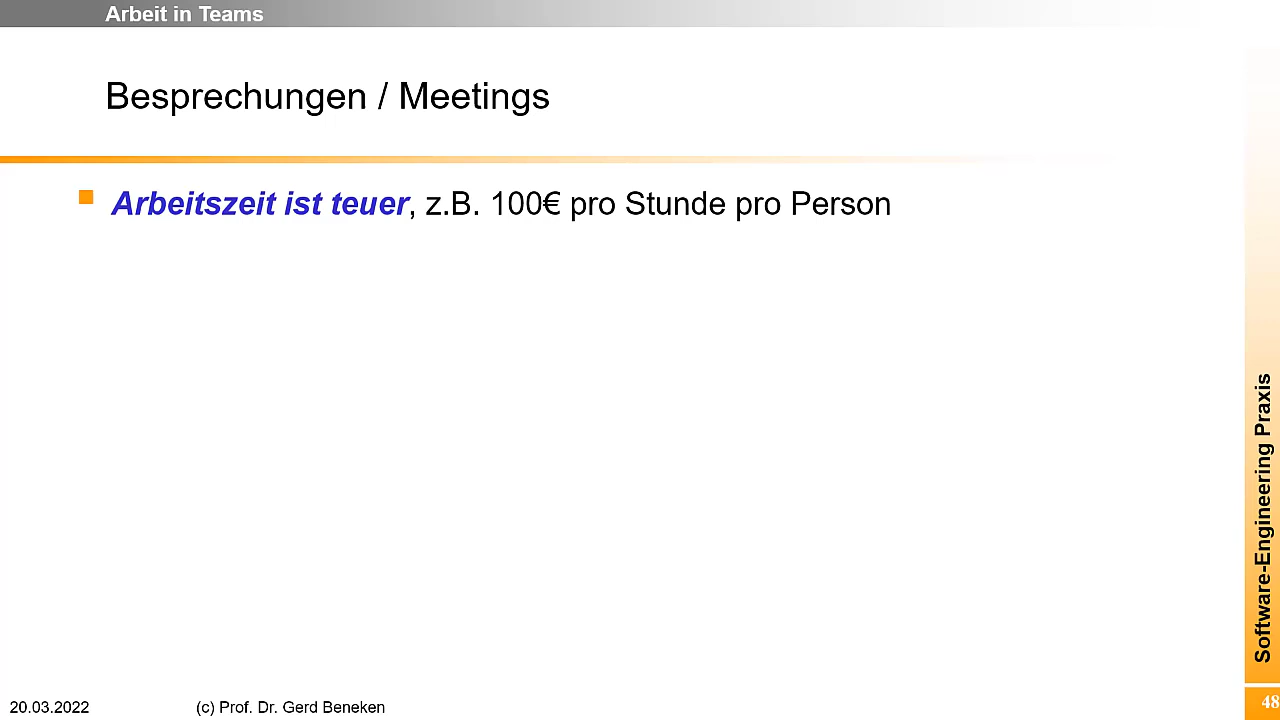 Arbeit in Teams
Besprechungen / Meetings
Arbeitszeit ist teuer, z.B. 100€ pro Stunde pro Person
Software-Engineering Praxis
20.03.2022
(c) Prof. Dr. Gerd Beneken
48